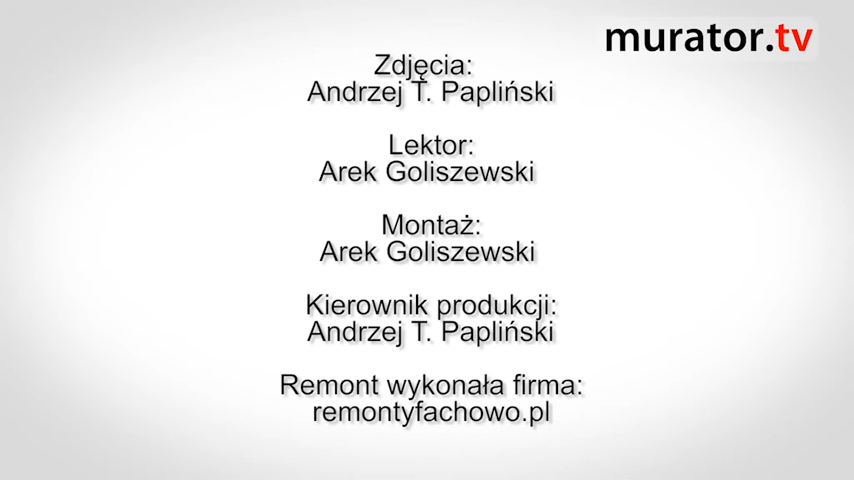 murator.tv
Zdjęcia:
Andrzej T. Papliński
Lektor:
Arek Goliszewski
Montaż:
Arek Goliszewski
Kierownik produkcji:
Andrzej T. Papliński
Remont wykonała firma:
remontyfachowo.pl